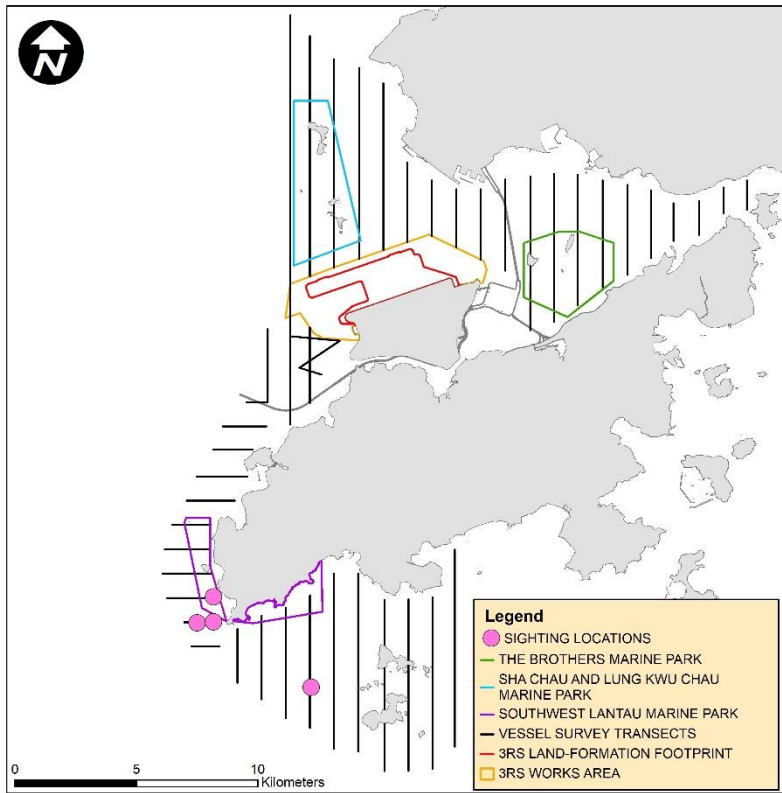 N
Legend
SIGHTING LOCATIONS
THE BROTHERS MARINE PARK
SHA CHAU AND LUNG KWU CHAU
MARINE PARK
SOUTHWEST LANTAU MARINE PARK
VESSEL SURVEY TRANSECTS
3RS LAND-FORMATION FOOTPRINT
3RS WORKS AREA
0 5 10
Kilometers